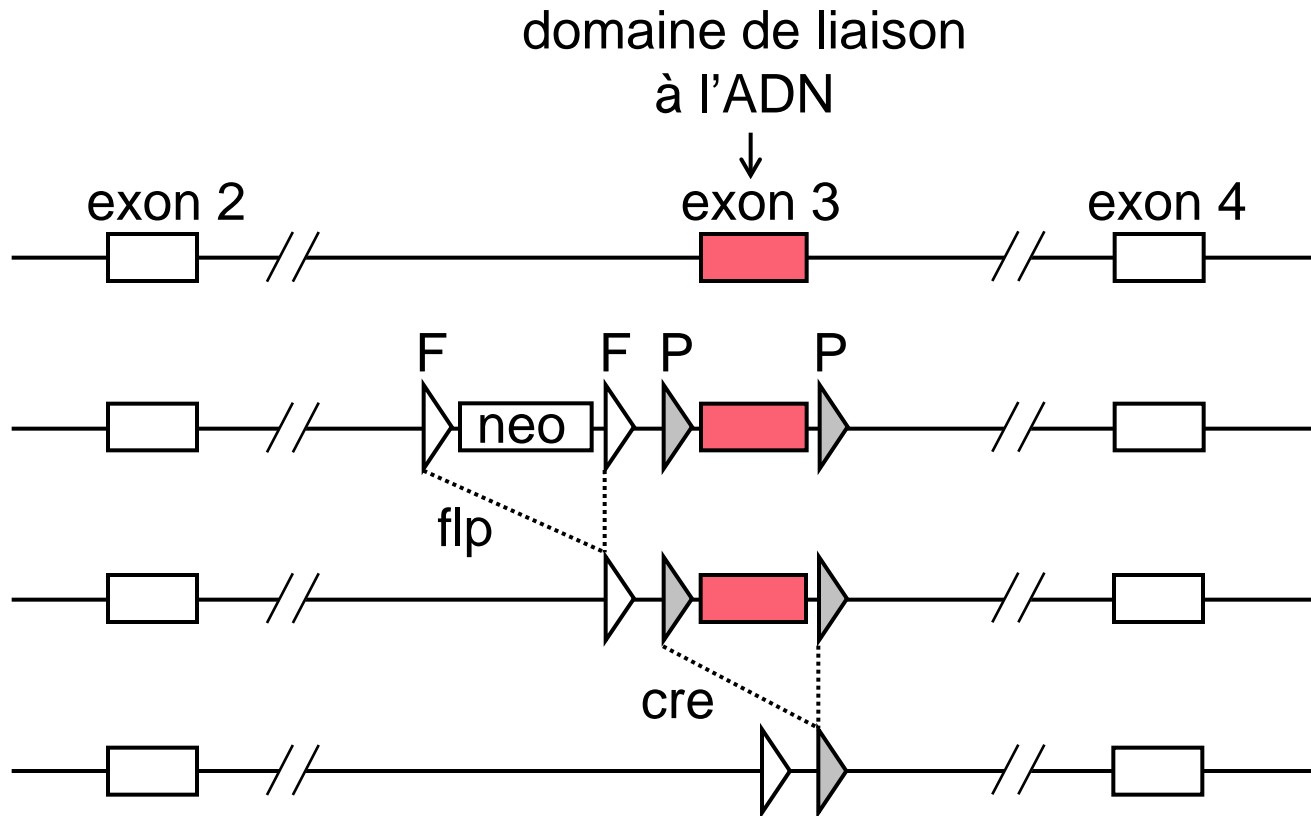 domaine de liaison
à l'ADN
exon 2 exon 3 exon 4
F F P P
neo
flp
cre